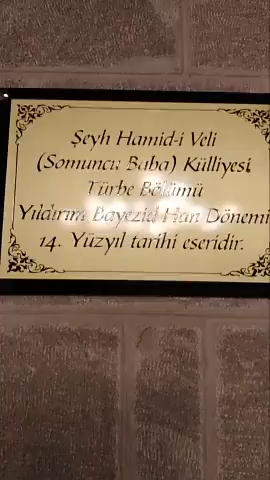 Şeyh Hamid-i Veli
(Somuncu Baba) Külliyesi
Türbe Bölümü
Yıldırım Bayezid Han Dönemi
14. Yüzyıl tarihi eseridir.